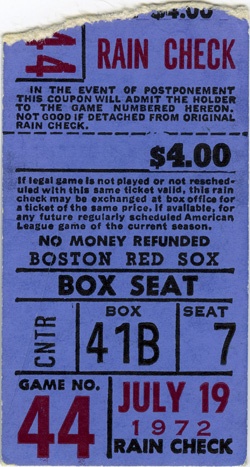 $4.00
44
RAIN CHECK
IN THE EVENT OF POSTPONEMENT
THIS COUPON WILL ADMIT THE HOLDER
TO THE GAME NUMBERED HEREON.
NOT GOOD IF DETACHED FROM ORIGINAL
RAIN CHECK.
$4.00
If legal game is not played or not resched-
uled with this same ticket valid, this rain
check may be exchanged at box office for
a ticket of the same price, if available, for
any future regularly scheduled American
League game of the current season.
NO MONEY REFUNDED
BOSTON RED SOX
BOX SEAT
CNTR
BOX
41B
SEAT
7
GAME NO.
44
JULY 19
1972
RAIN CHECK